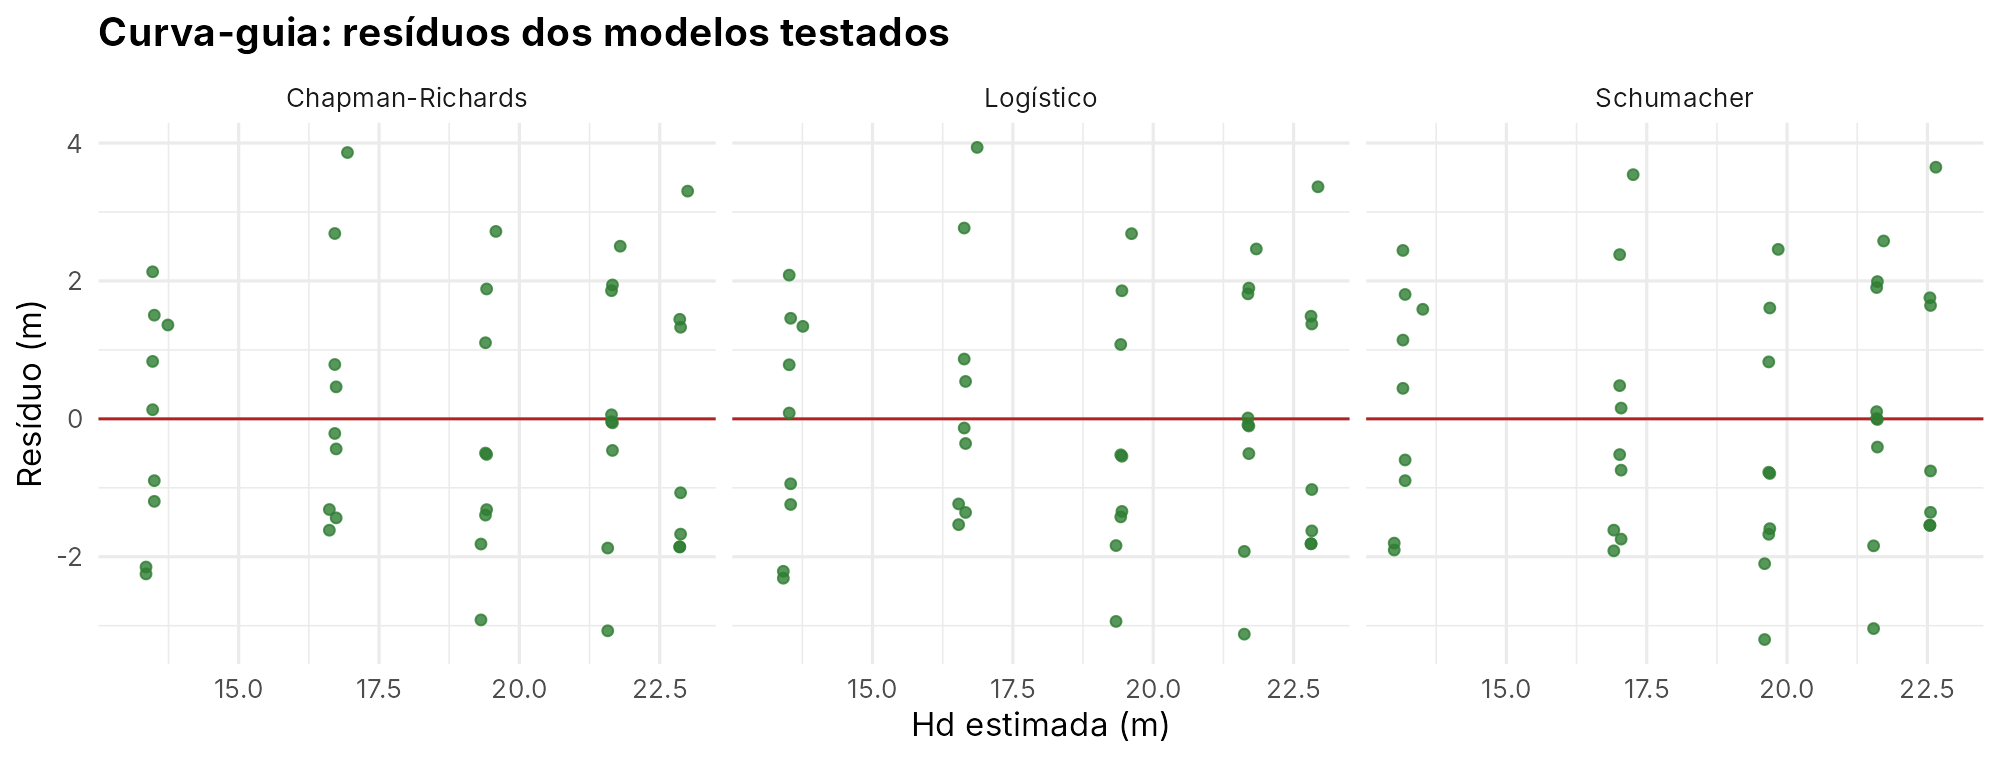 Curva-guia: resíduos dos modelos testados
Chapman-Richards
Logístico
Schumacher
Resíduo (m)
4
2
0
-2
15.0 17.5 20.0 22.5
15.0 17.5 20.0 22.5
15.0 17.5 20.0 22.5
Hd estimada (m)